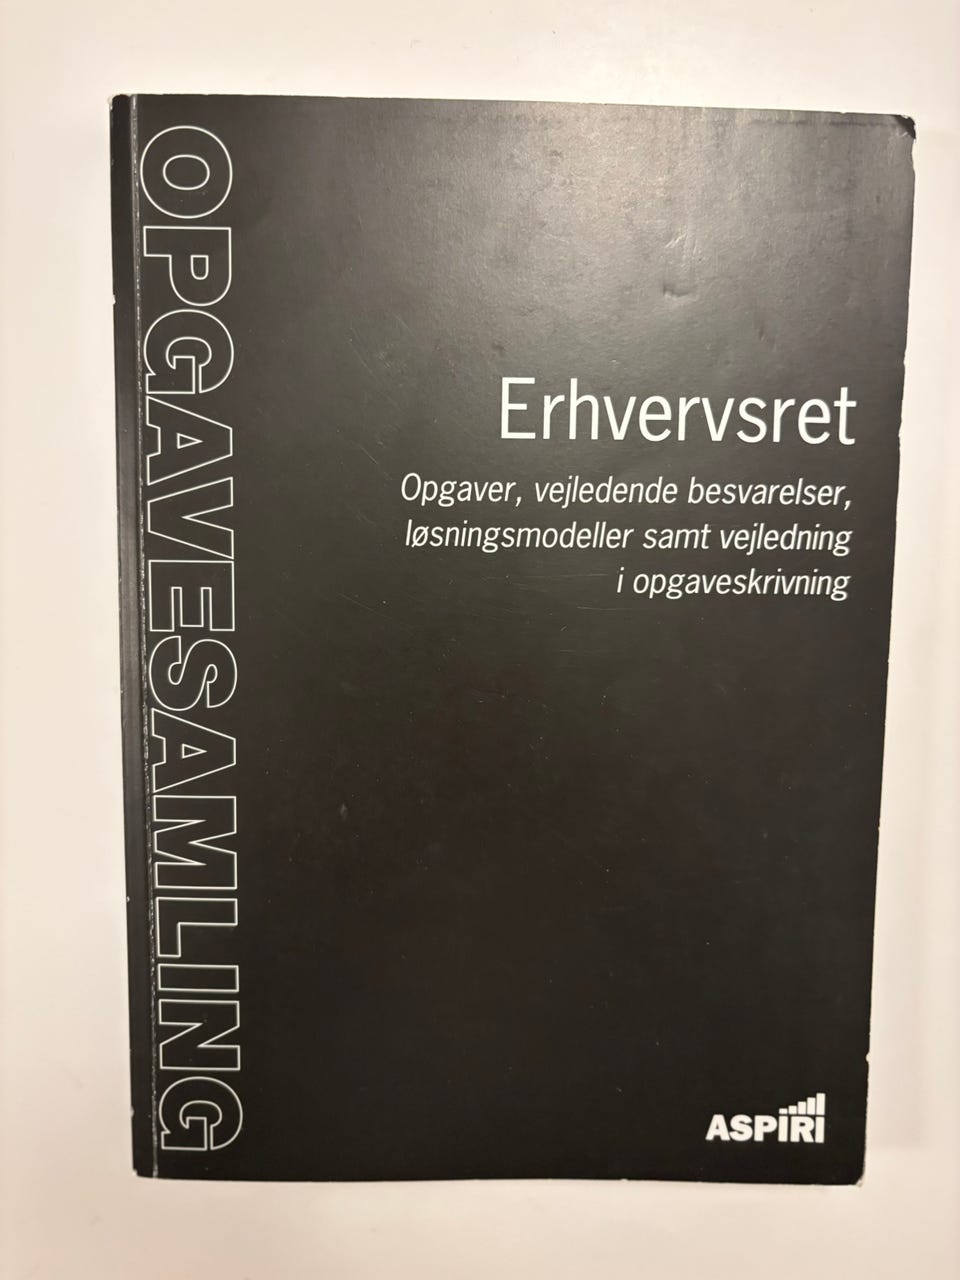 OPGAVESAMLING
Erhvervsret
Opgaver, vejledende besvarelser,
løsningsmodeller samt vejledning
i opgaveskrivning
ASPIRI